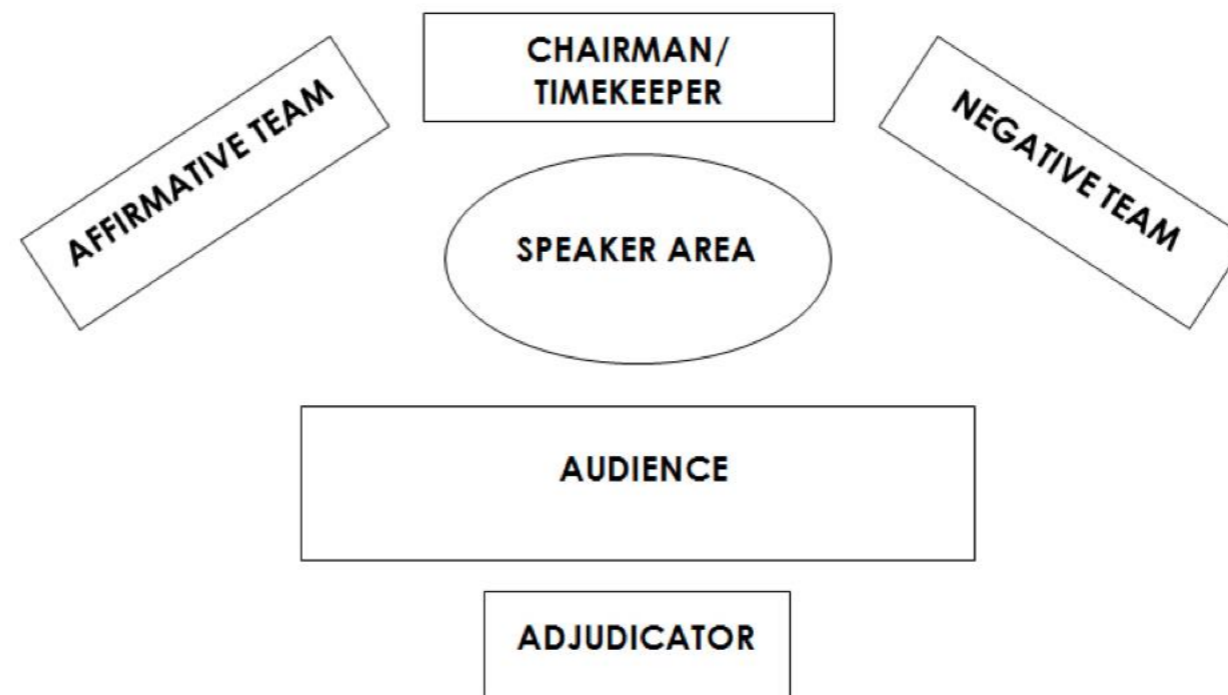 CHAIRMAN/
TIMEKEEPER
AFFIRMATIVE TEAM
NEGATIVE TEAM
SPEAKER AREA
AUDIENCE
ADJUDICATOR